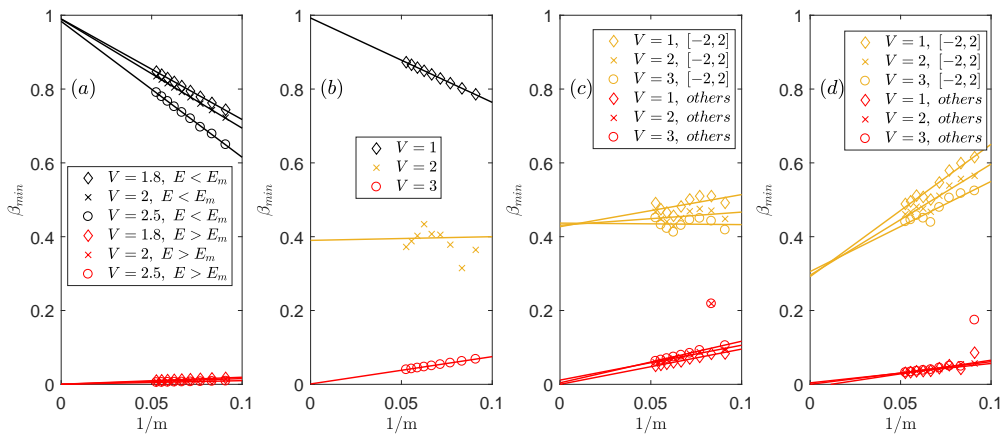 1
0.8
0.6
0.4
0.2
0
β_min
0 0.05 0.1
1/m
(a)
V = 1.8, E < E_m
V = 2, E < E_m
V = 2.5, E < E_m
V = 1.8, E > E_m
V = 2, E > E_m
V = 2.5, E > E_m
1
0.8
0.6
0.4
0.2
0
β_min
0 0.05 0.1
1/m
(b)
V = 1
V = 2
V = 3
1
0.8
0.6
0.4
0.2
0
β_min
0 0.05 0.1
1/m
(c)
V = 1, [-2, 2]
V = 2, [-2, 2]
V = 3, [-2, 2]
V = 1, others
V = 2, others
V = 3, others
1
0.8
0.6
0.4
0.2
0
β_min
0 0.05 0.1
1/m
(d)
V = 1, [-2, 2]
V = 2, [-2, 2]
V = 3, [-2, 2]
V = 1, others
V = 2, others
V = 3, others